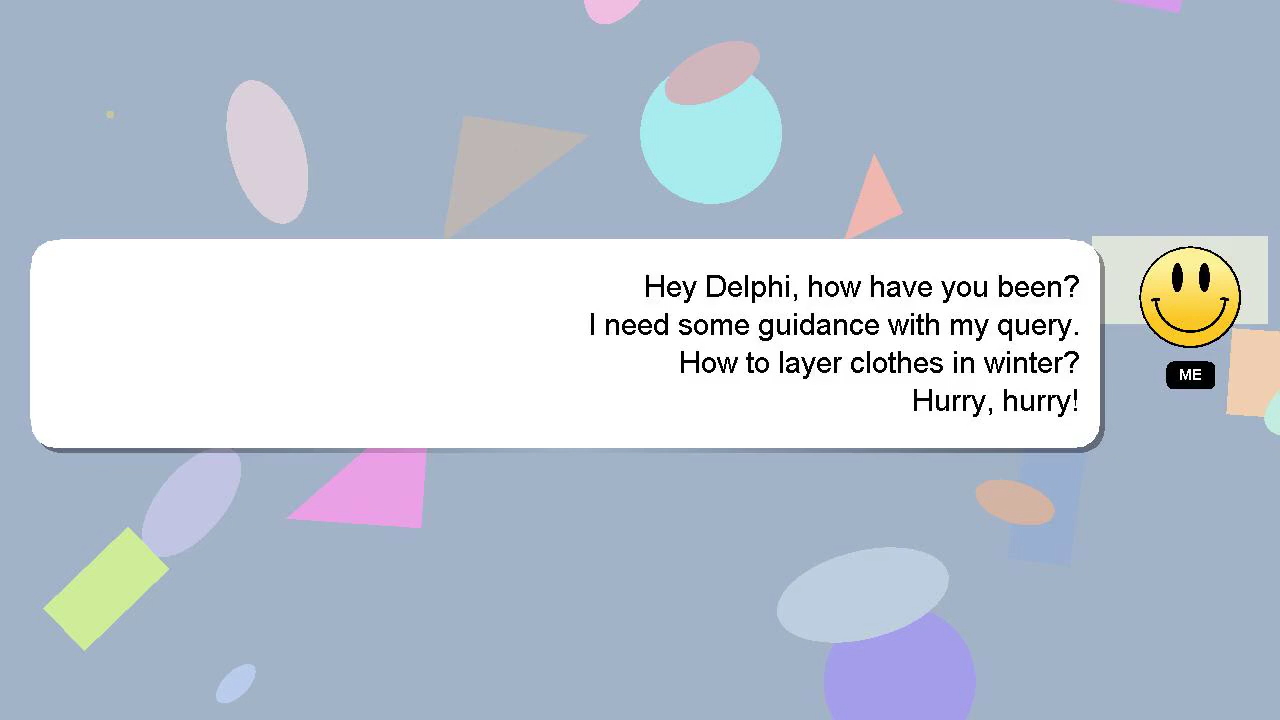 Hey Delphi, how have you been?
I need some guidance with my query.
How to layer clothes in winter?
Hurry, hurry!
ME